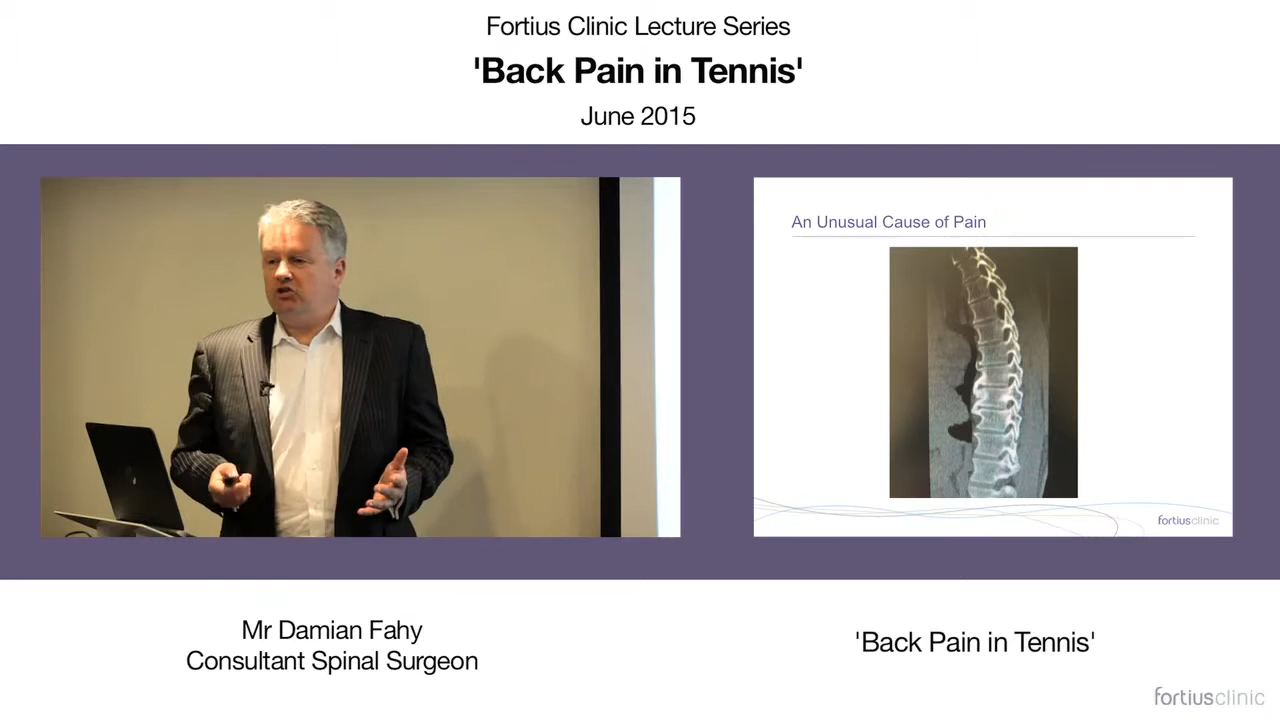 Fortius Clinic Lecture Series
'Back Pain in Tennis'
June 2015
An Unusual Cause of Pain
fortiusclinic
Mr Damian Fahy
Consultant Spinal Surgeon
'Back Pain in Tennis'
fortiusclinic